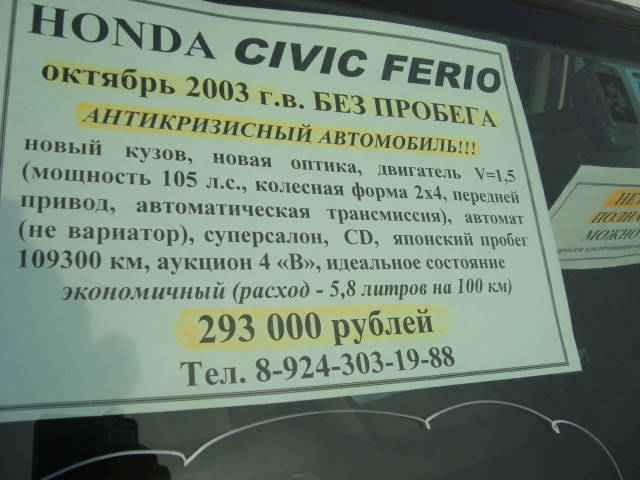 HONDA CIVIC FERIO
октябрь 2003 г.в. БЕЗ ПРОБЕГА
АНТИКРИЗИСНЫЙ АВТОМОБИЛЬ!!!
новый кузов, новая оптика, двигатель V=1,5
(мощность 105 л.с., колесная форма 2х4, передней
привод, автоматическая трансмиссия), автомат
(не вариатор), суперсалон, CD, японский пробег
109300 км, аукцион 4 «В», идеальное состояние
экономичный (расход - 5,8 литров на 100 км)
293 000 рублей
Тел. 8-924-303-19-88
МОЖНО